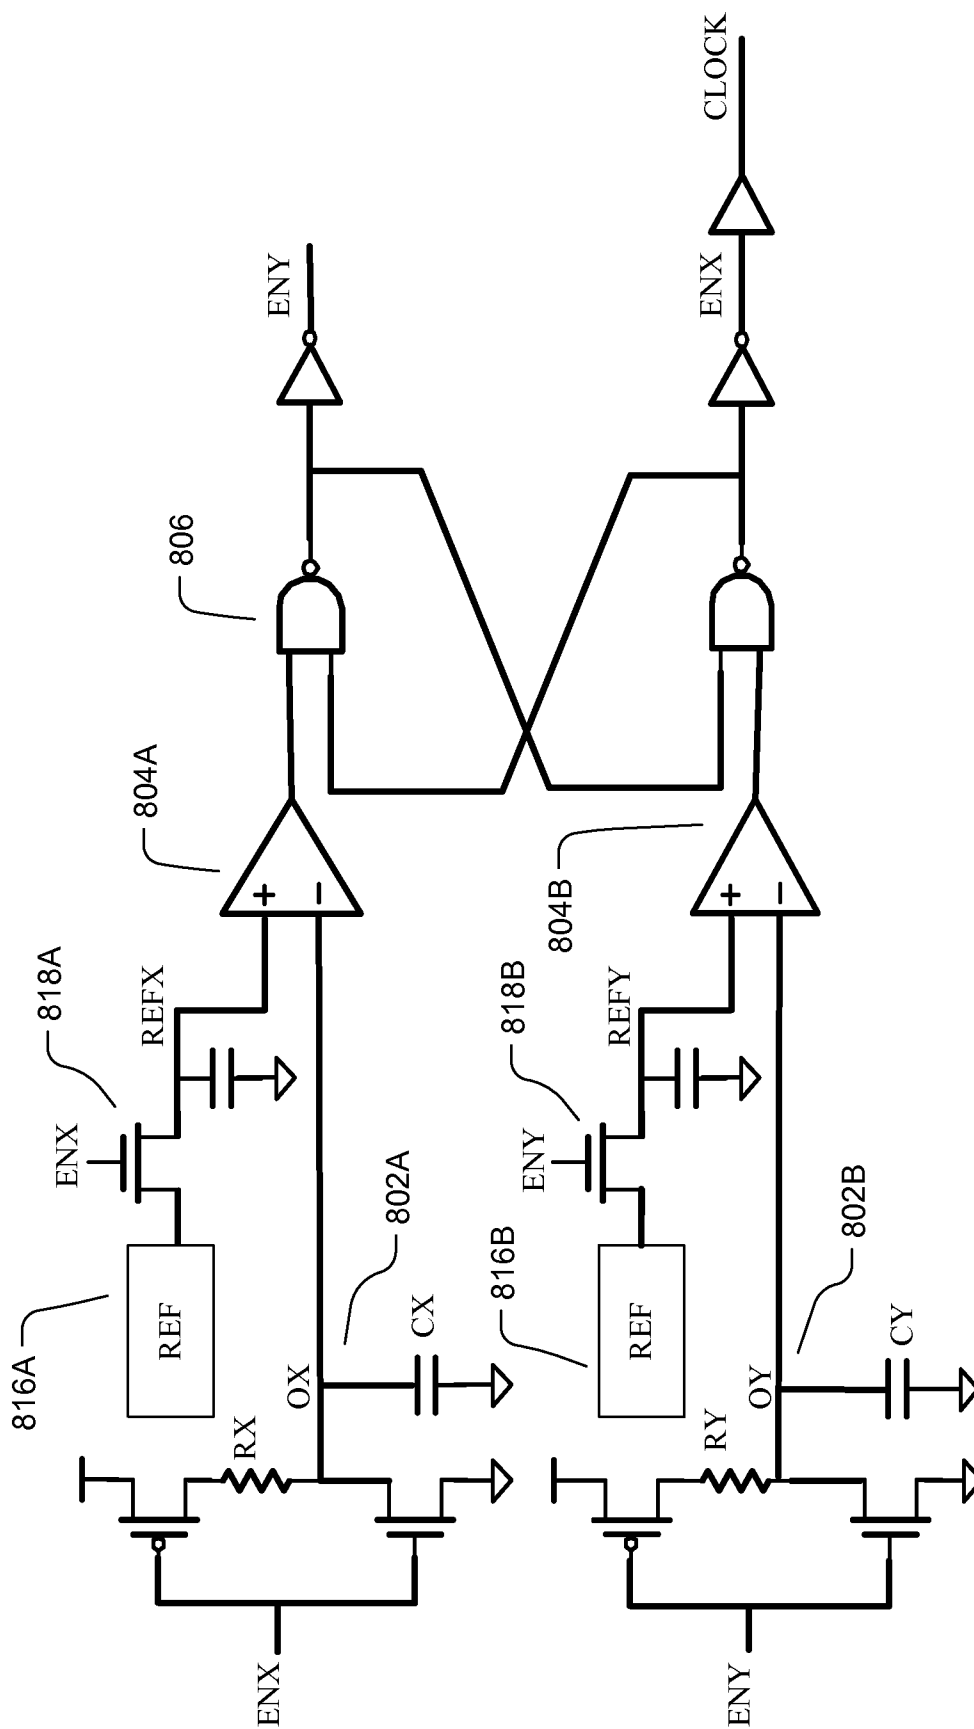 ENX
RX
OX
CX
816A
REF
802A
ENX
818A
REFX
+
−
804A
806
ENY
ENY
RY
OY
CY
816B
REF
802B
ENY
818B
REFY
+
−
804B
ENX
CLOCK